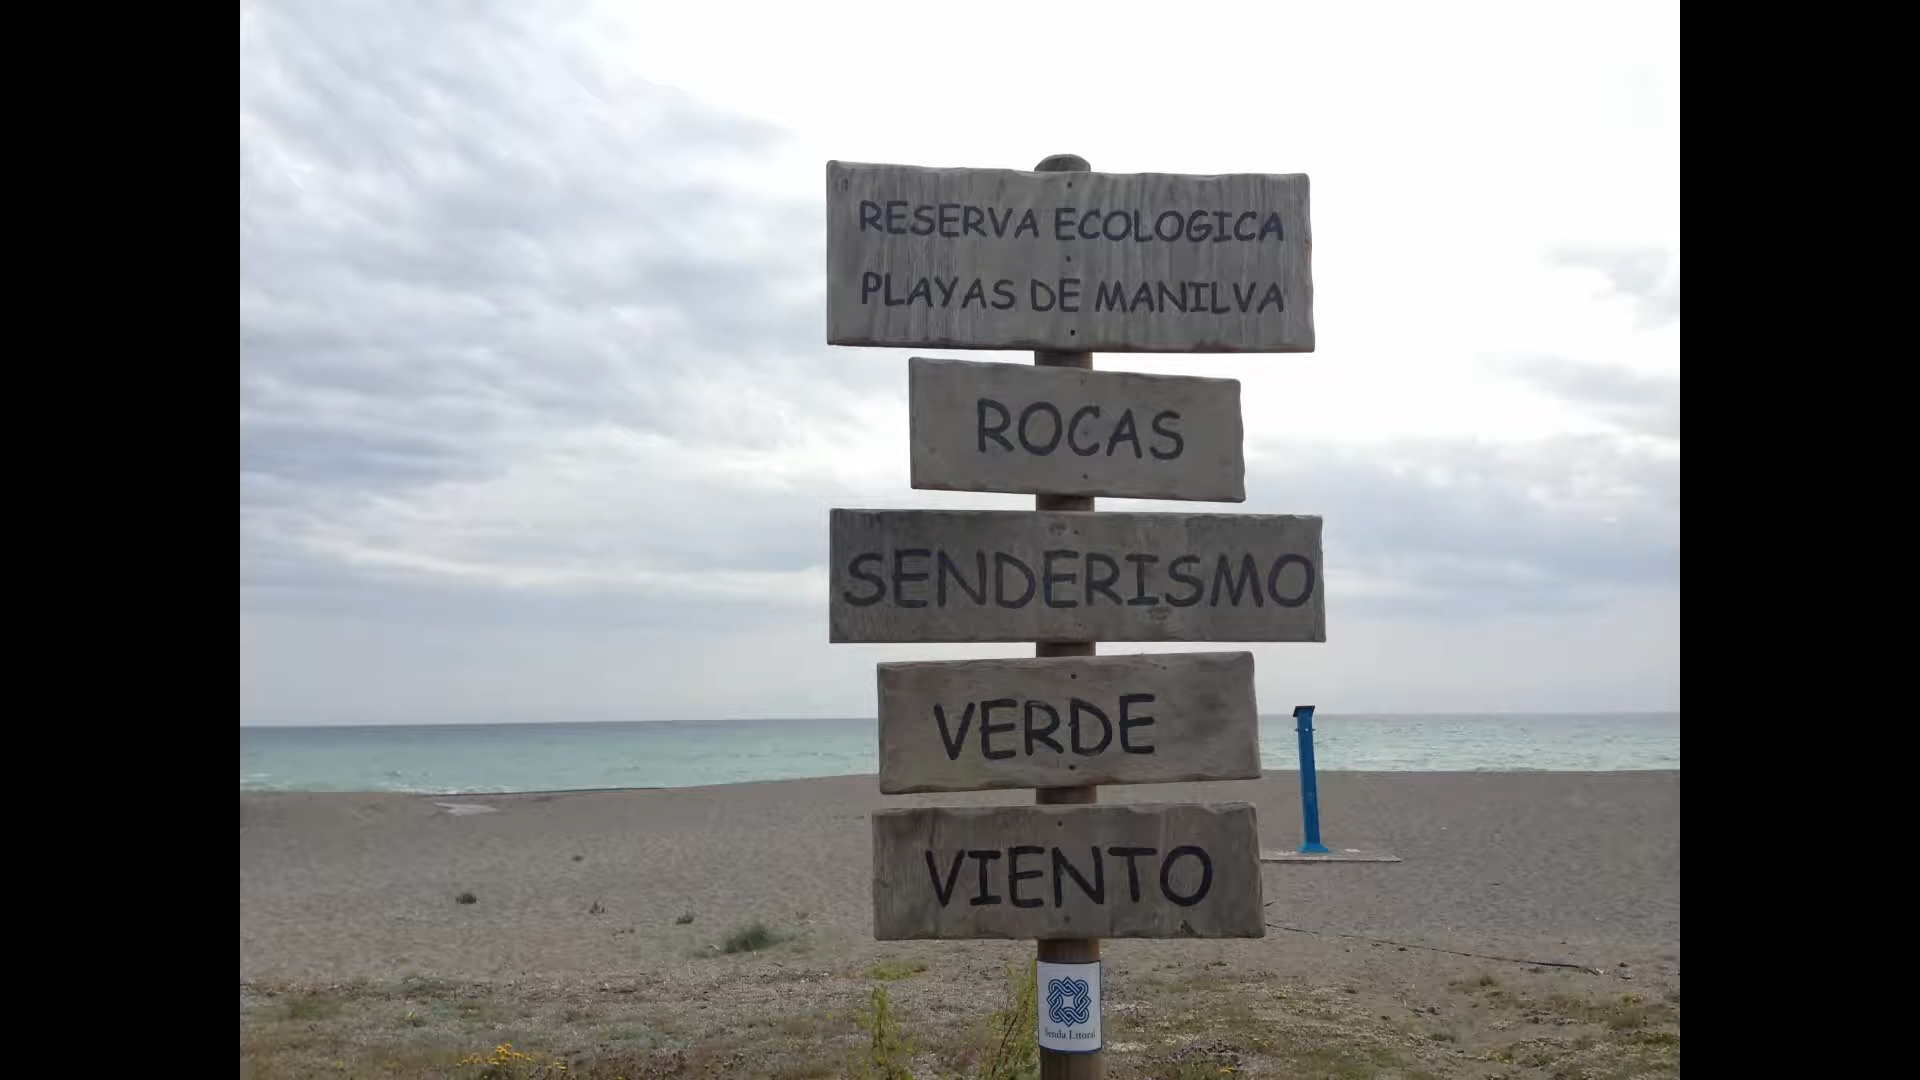 RESERVA ECOLOGICA
PLAYAS DE MANILVA
ROCAS
SENDERISMO
VERDE
VIENTO
Senda Litoral